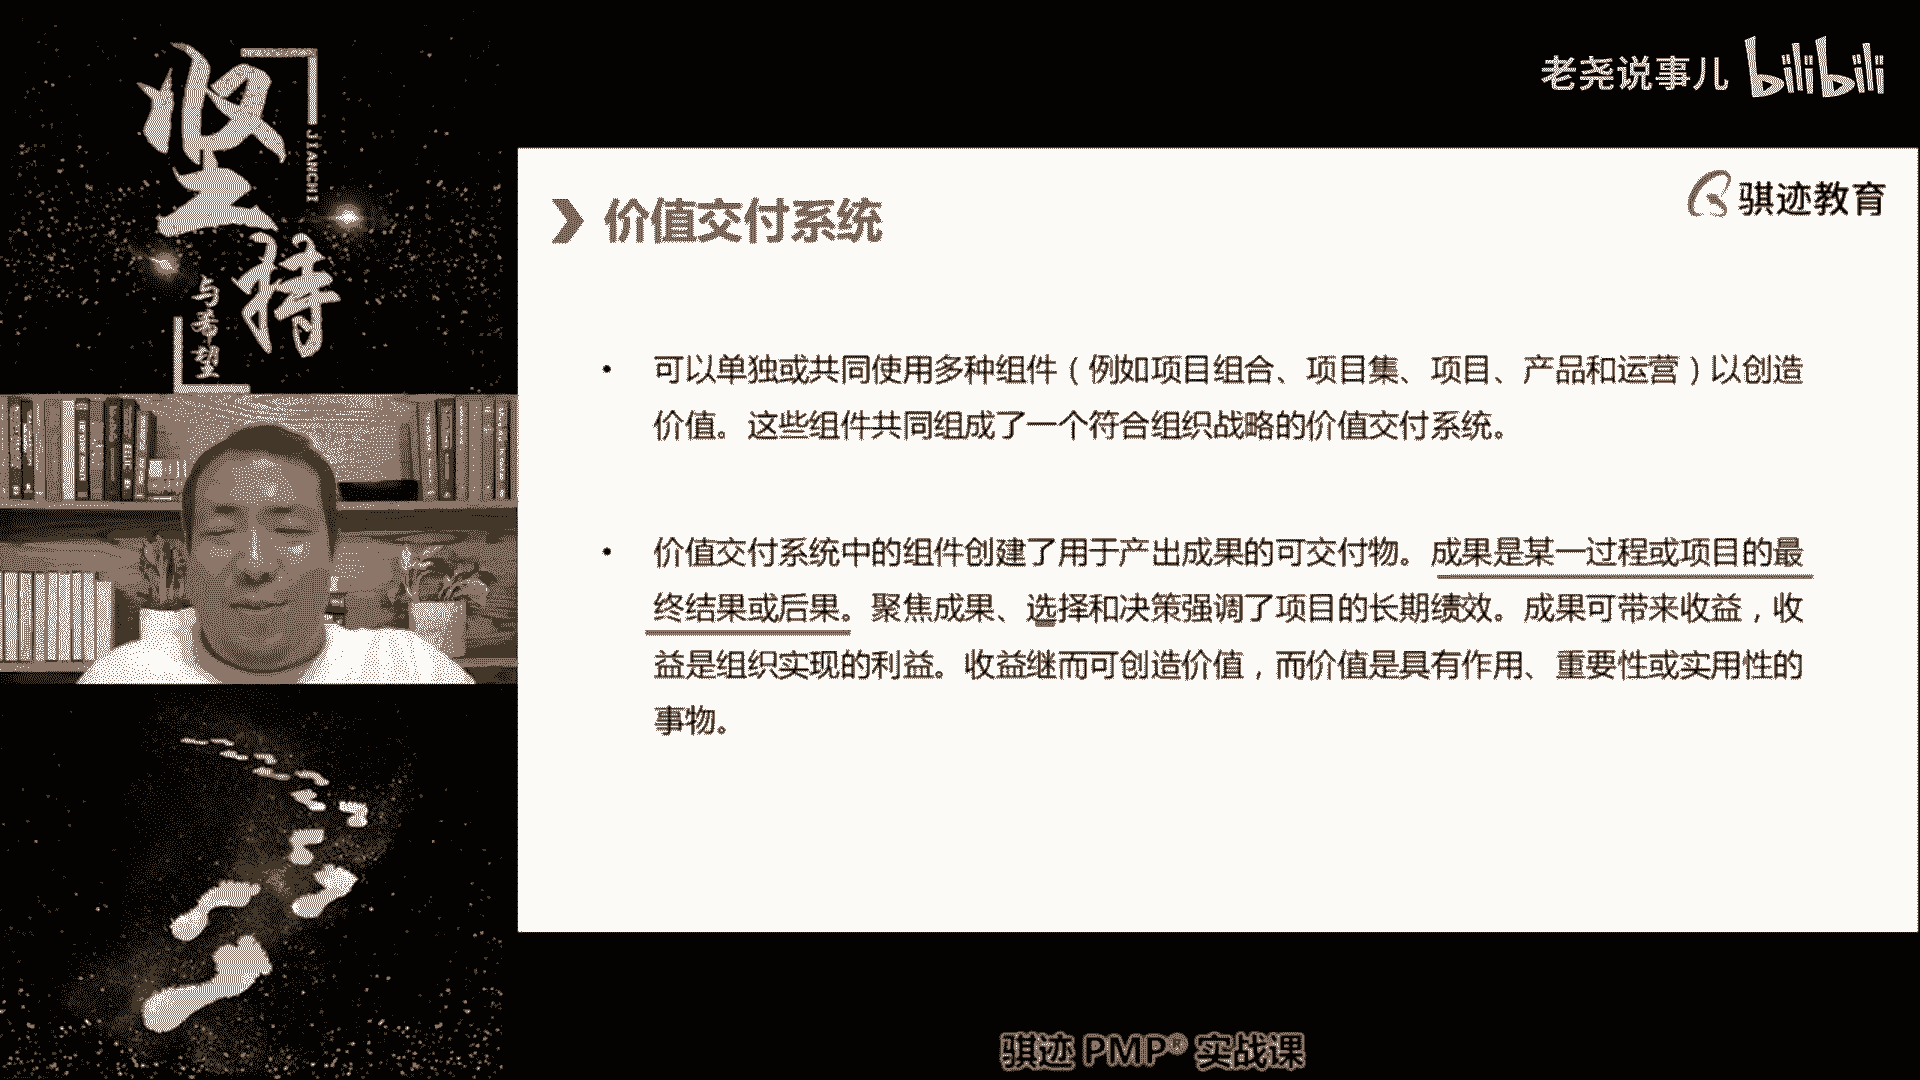 坚
JIANCHI
持
与希望
老尧说事儿 bilibili
骐迹教育
价值交付系统
• 可以单独或共同使用多种组件（例如项目组合、项目集、项目、产品和运营）以创造
价值。这些组件共同组成了一个符合组织战略的价值交付系统。
• 价值交付系统中的组件创建了用于产出成果的可交付物。成果是某一过程或项目的最
终结果或后果。聚焦成果、选择和决策强调了项目的长期绩效。成果可带来收益，收
益是组织实现的利益。收益继而可创造价值，而价值是具有作用、重要性或实用性的
事物。
骐迹 PMP® 实战课